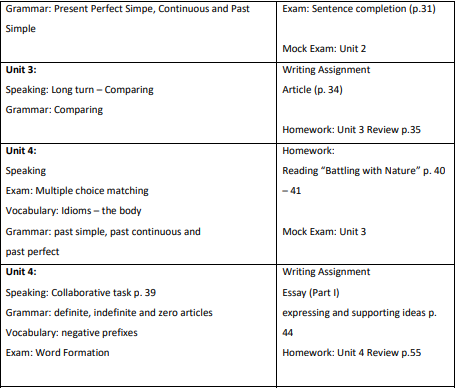 Grammar: Present Perfect Simpe, Continuous and Past
Simple
Exam: Sentence completion (p.31)
Mock Exam: Unit 2
Unit 3:
Speaking: Long turn – Comparing
Grammar: Comparing
Writing Assignment
Article (p. 34)
Homework: Unit 3 Review p.35
Unit 4:
Speaking
Exam: Multiple choice matching
Vocabulary: Idioms – the body
Grammar: past simple, past continuous and
past perfect
Homework:
Reading “Battling with Nature” p. 40
– 41
Mock Exam: Unit 3
Unit 4:
Speaking: Collaborative task p. 39
Grammar: definite, indefinite and zero articles
Vocabulary: negative prefixes
Exam: Word Formation
Writing Assignment
Essay (Part I)
expressing and supporting ideas p.
44
Homework: Unit 4 Review p.55